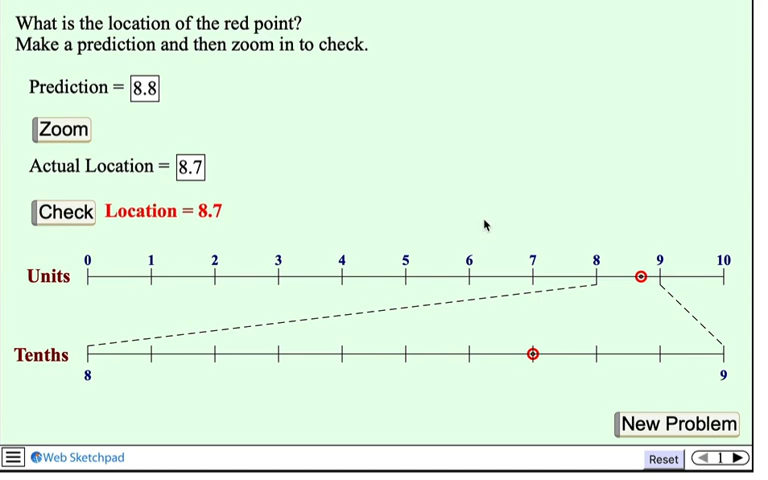 What is the location of the red point?
Make a prediction and then zoom in to check.
Prediction = 8.8
Zoom
Actual Location = 8.7
Check Location = 8.7
0 1 2 3 4 5 6 7 8 9 10
Units
Tenths
8 9
New Problem
Web Sketchpad Reset 1